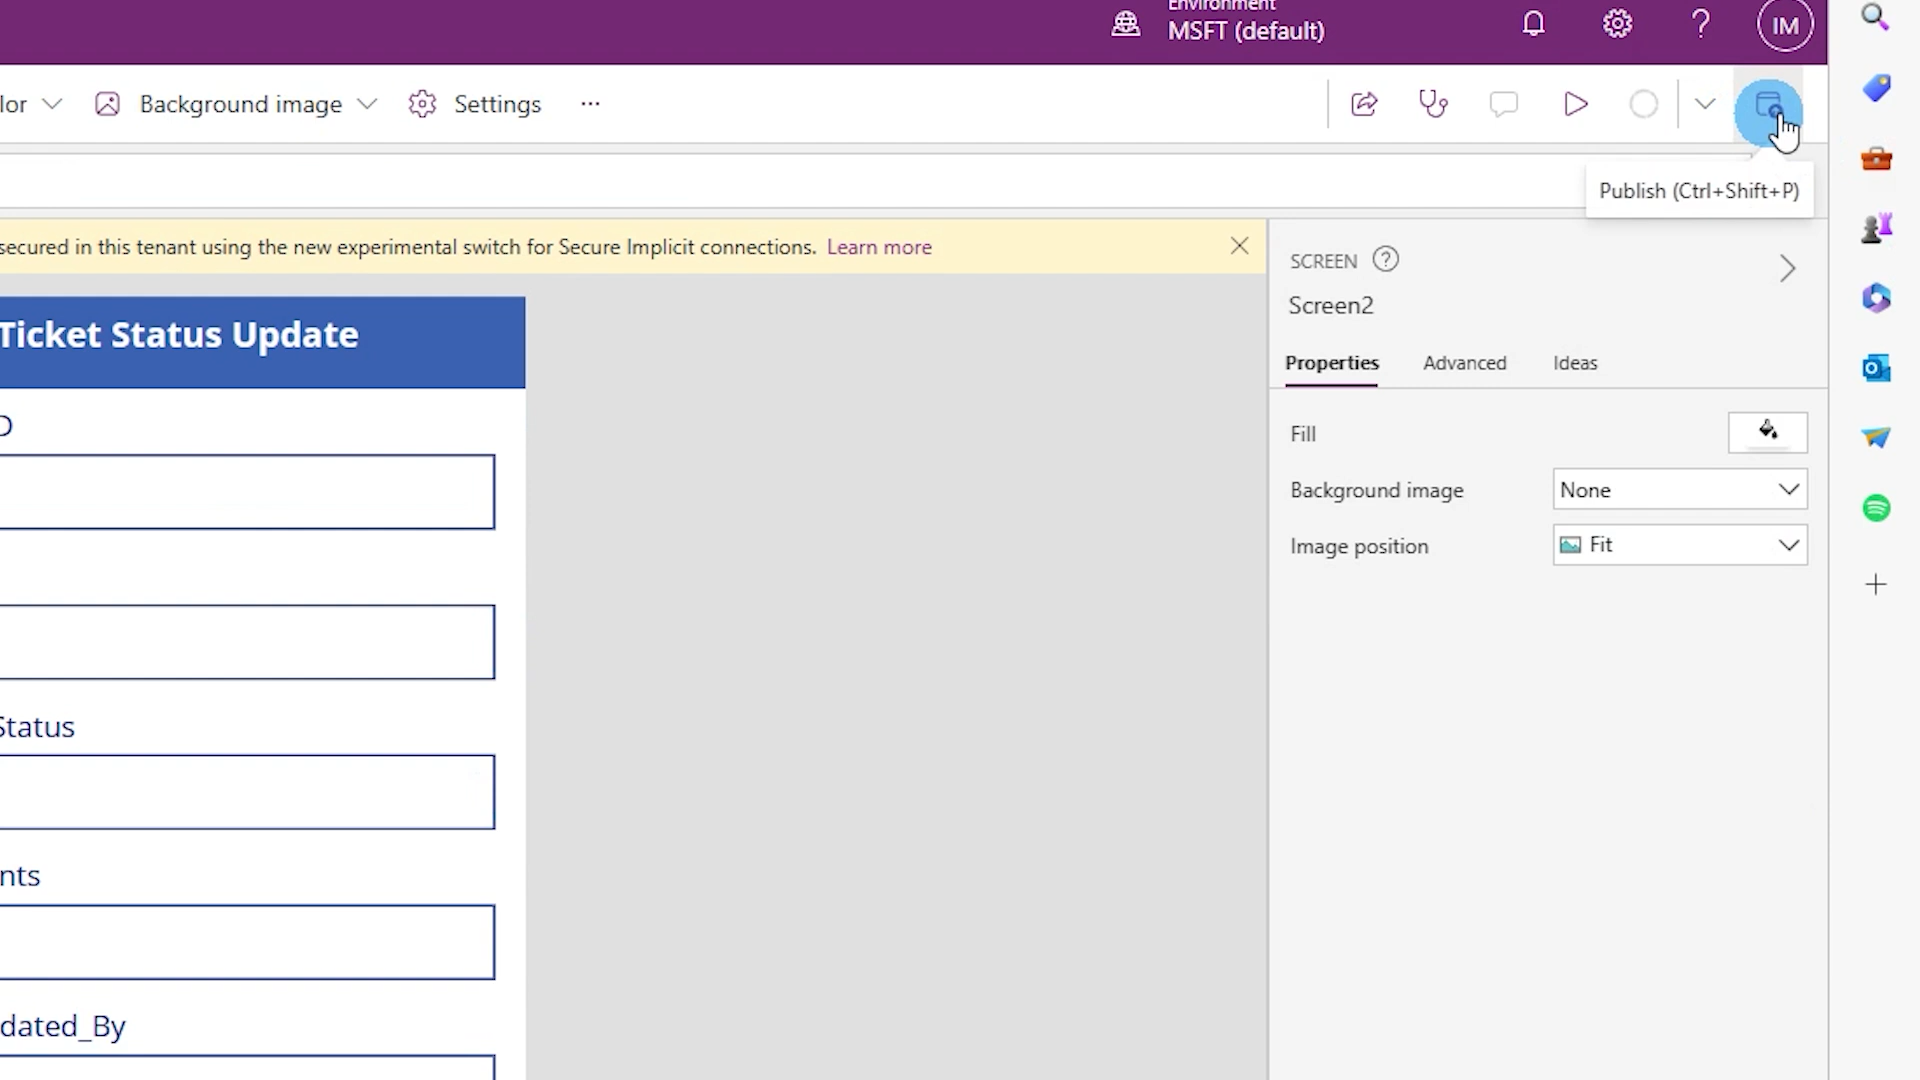 Environment
MSFT (default)
IM
lor
Background image
Settings
Publish (Ctrl+Shift+P)
secured in this tenant using the new experimental switch for Secure Implicit connections. Learn more
SCREEN
Screen2
Properties
Advanced
Ideas
Fill
Background image
None
Image position
Fit
Ticket Status Update
D
Status
nts
dated_By